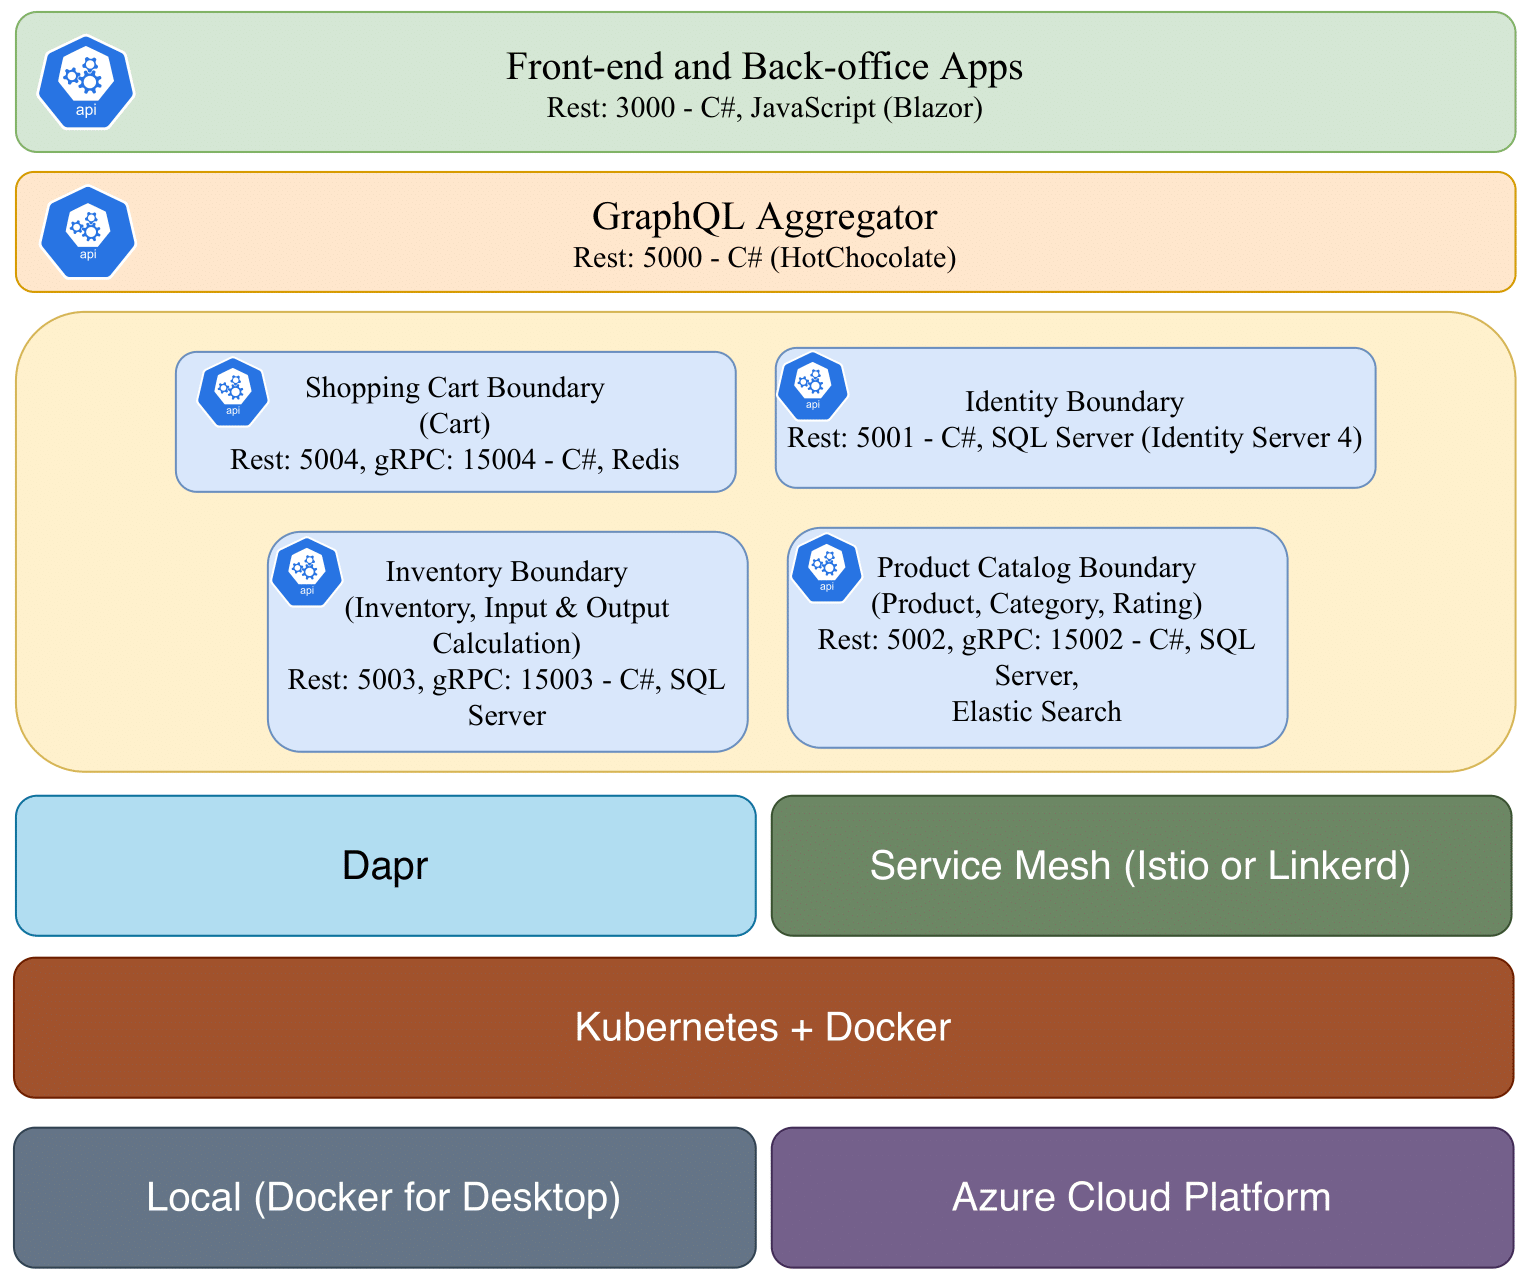 api
Front-end and Back-office Apps
Rest: 3000 - C#, JavaScript (Blazor)
api
GraphQL Aggregator
Rest: 5000 - C# (HotChocolate)
api
Shopping Cart Boundary
(Cart)
Rest: 5004, gRPC: 15004 - C#, Redis
api
Identity Boundary
Rest: 5001 - C#, SQL Server (Identity Server 4)
api
Inventory Boundary
(Inventory, Input & Output
Calculation)
Rest: 5003, gRPC: 15003 - C#, SQL
Server
api
Product Catalog Boundary
(Product, Category, Rating)
Rest: 5002, gRPC: 15002 - C#, SQL
Server,
Elastic Search
Dapr
Service Mesh (Istio or Linkerd)
Kubernetes + Docker
Local (Docker for Desktop)
Azure Cloud Platform